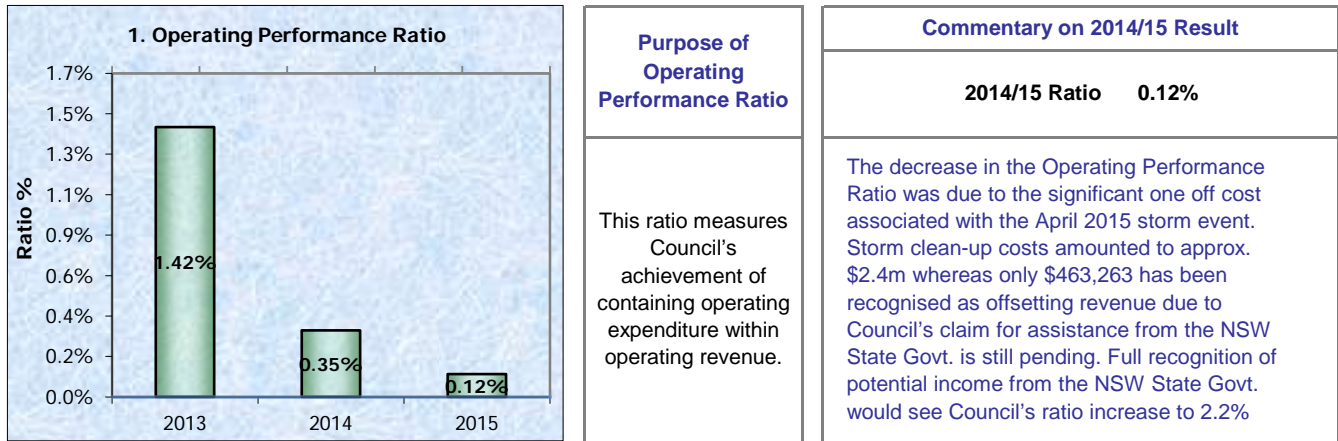 1. Operating Performance Ratio
Ratio %
1.7%
1.5%
1.3%
1.1%
0.9%
0.6%
0.4%
0.2%
0.0%
1.42%
0.35%
0.12%
2013
2014
2015
Purpose of
Operating
Performance Ratio
This ratio measures
Council's
achievement of
containing operating
expenditure within
operating revenue.
Commentary on 2014/15 Result
2014/15 Ratio 0.12%
The decrease in the Operating Performance
Ratio was due to the significant one off cost
associated with the April 2015 storm event.
Storm clean-up costs amounted to approx.
$2.4m whereas only $463,263 has been
recognised as offsetting revenue due to
Council's claim for assistance from the NSW
State Govt. is still pending. Full recognition of
potential income from the NSW State Govt.
would see Council's ratio increase to 2.2%